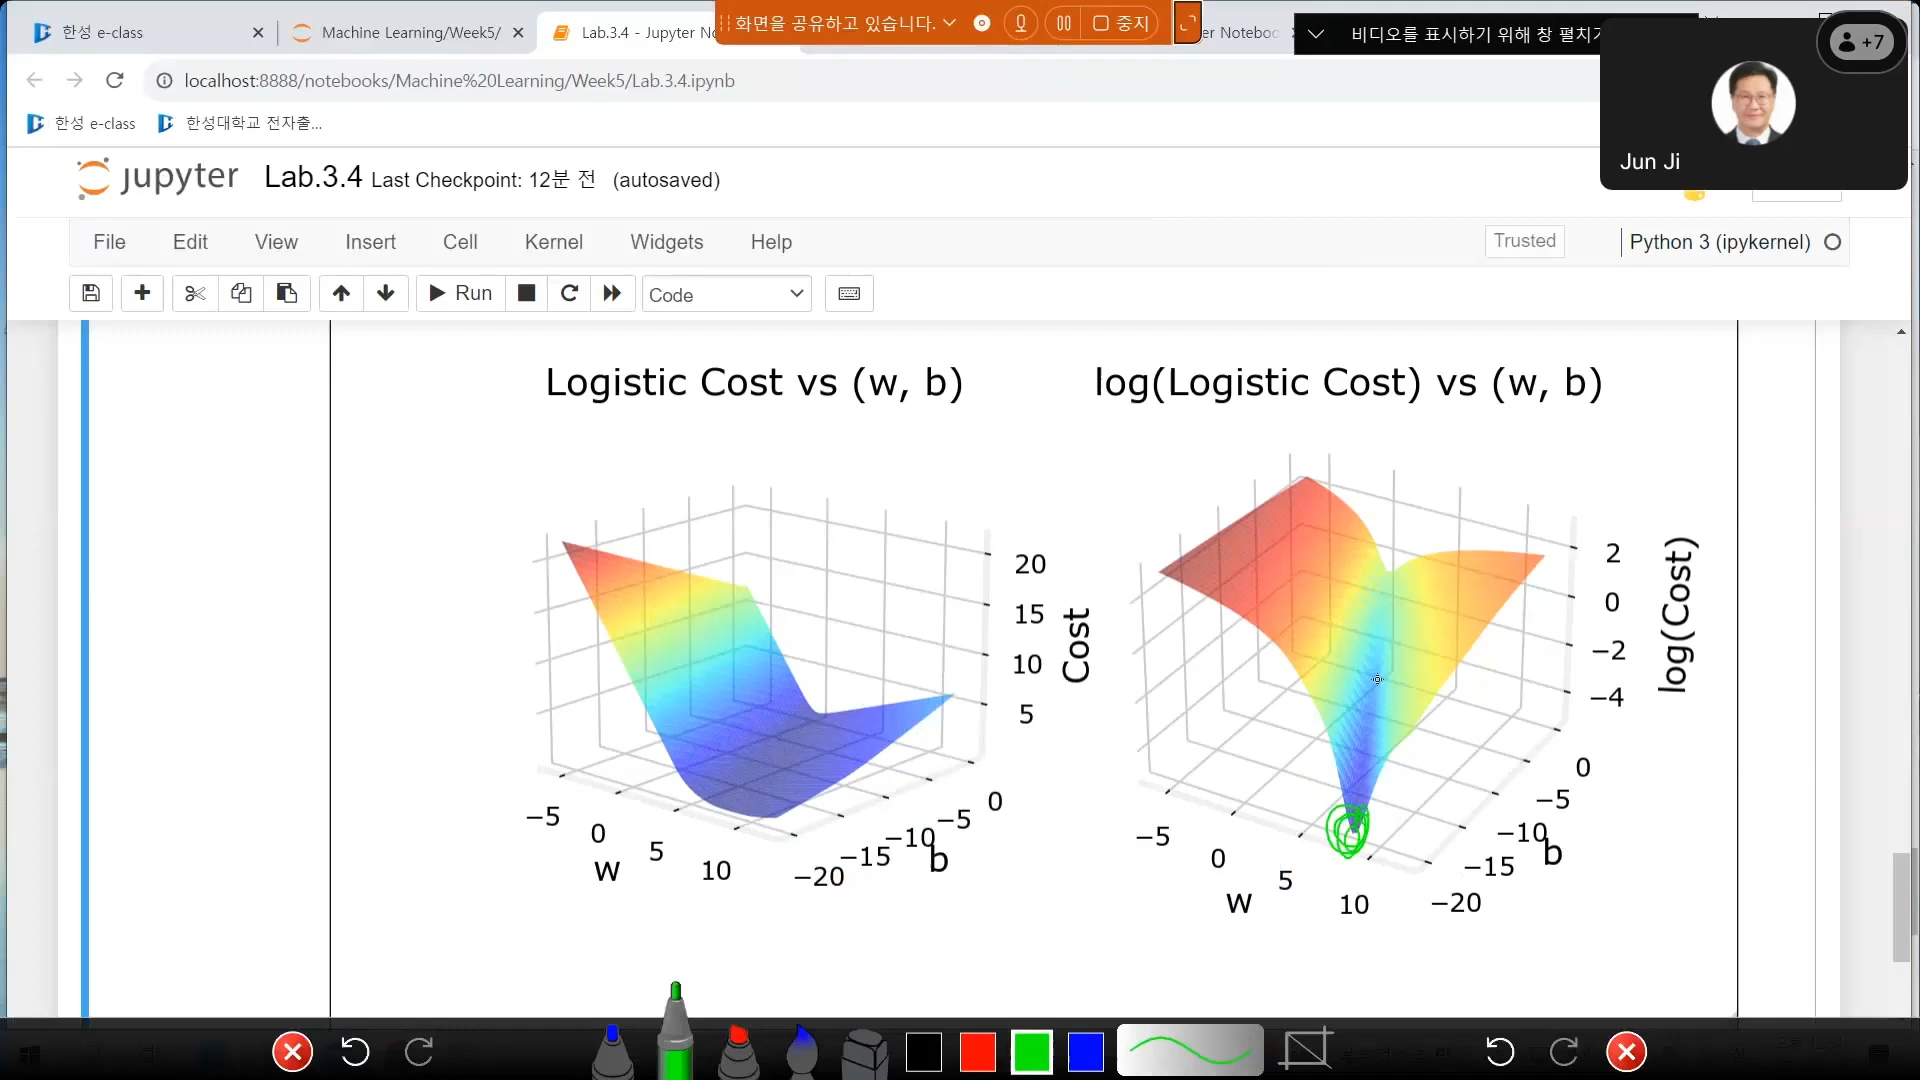 한성 e-class
Machine Learning/Week5/
Lab.3.4 - Jupyter No
화면을 공유하고 있습니다.
중지
er Noteboo
비디오를 표시하기 위해 창 펼치기
+7
localhost:8888/notebooks/Machine%20Learning/Week5/Lab.3.4.ipynb
한성 e-class
한성대학교 전자출...
Jun Ji
jupyter
Lab.3.4
Last Checkpoint: 12분 전
(autosaved)
File
Edit
View
Insert
Cell
Kernel
Widgets
Help
Trusted
Python 3 (ipykernel)
Run
Code
Logistic Cost vs (w, b)
20
15
10
5
Cost
−5
0
5
10
w
−20
−15
−10
−5
0
b
log(Logistic Cost) vs (w, b)
2
0
−2
−4
log(Cost)
−5
0
5
10
w
−20
−15
−10
−5
0
b